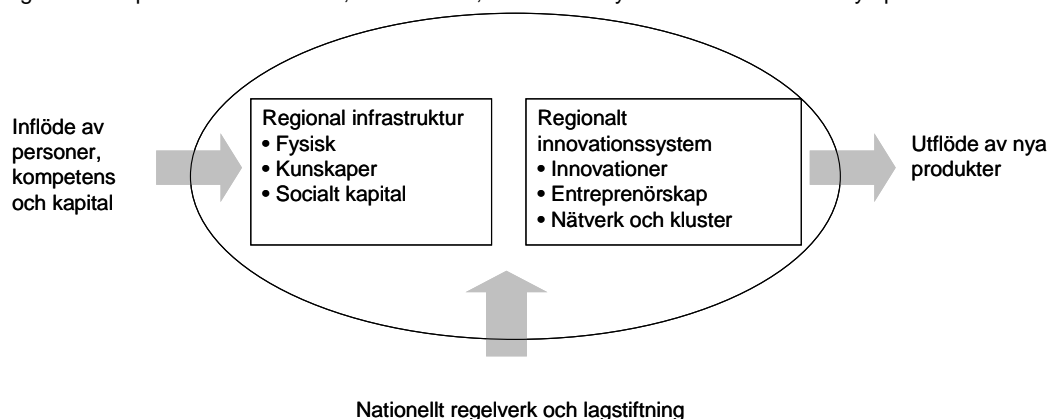 Inflöde av
personer,
kompetens
och kapital
Regional infrastruktur
• Fysisk
• Kunskaper
• Socialt kapital
Regionalt
innovationssystem
• Innovationer
• Entreprenörskap
• Nätverk och kluster
Utflöde av nya
produkter
Nationellt regelverk och lagstiftning